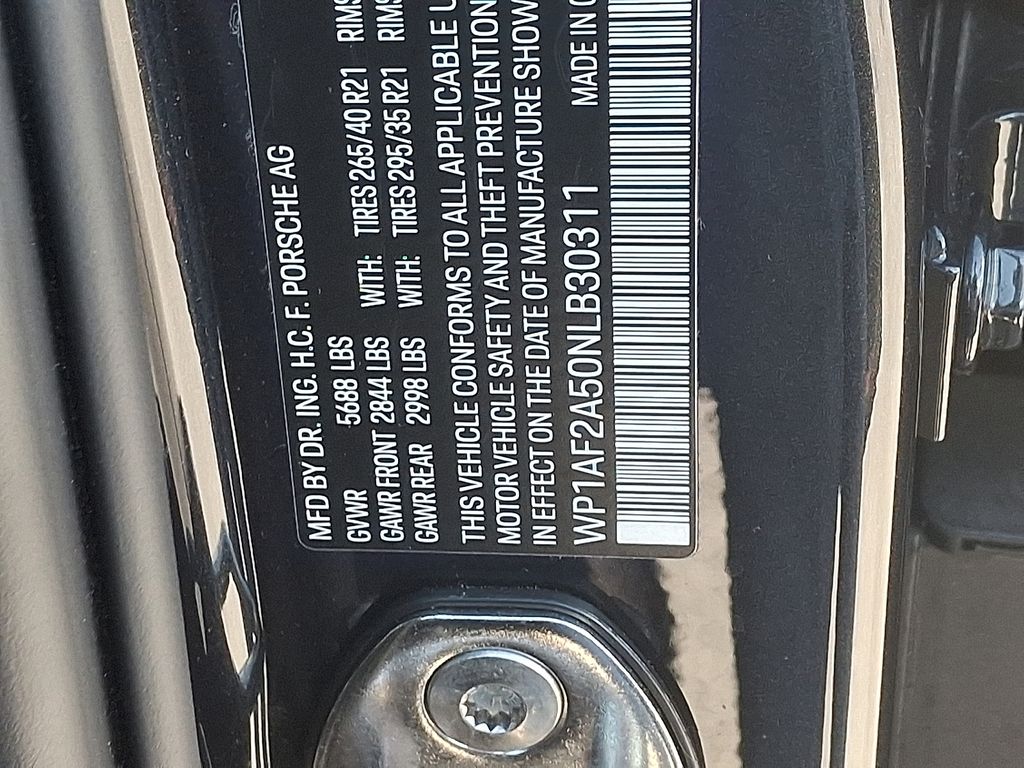 MFD BY DR. ING. H.C. F. PORSCHE AG
GVWR 5688 LBS
GAWR FRONT 2844 LBS WITH: TIRES 265/40 R21 RIMS
GAWR REAR 2998 LBS WITH: TIRES 295/35 R21 RIMS
THIS VEHICLE CONFORMS TO ALL APPLICABLE
MOTOR VEHICLE SAFETY AND THEFT PREVENTION
IN EFFECT ON THE DATE OF MANUFACTURE SHOW
WP1AF2A50NLB30311 MADE IN